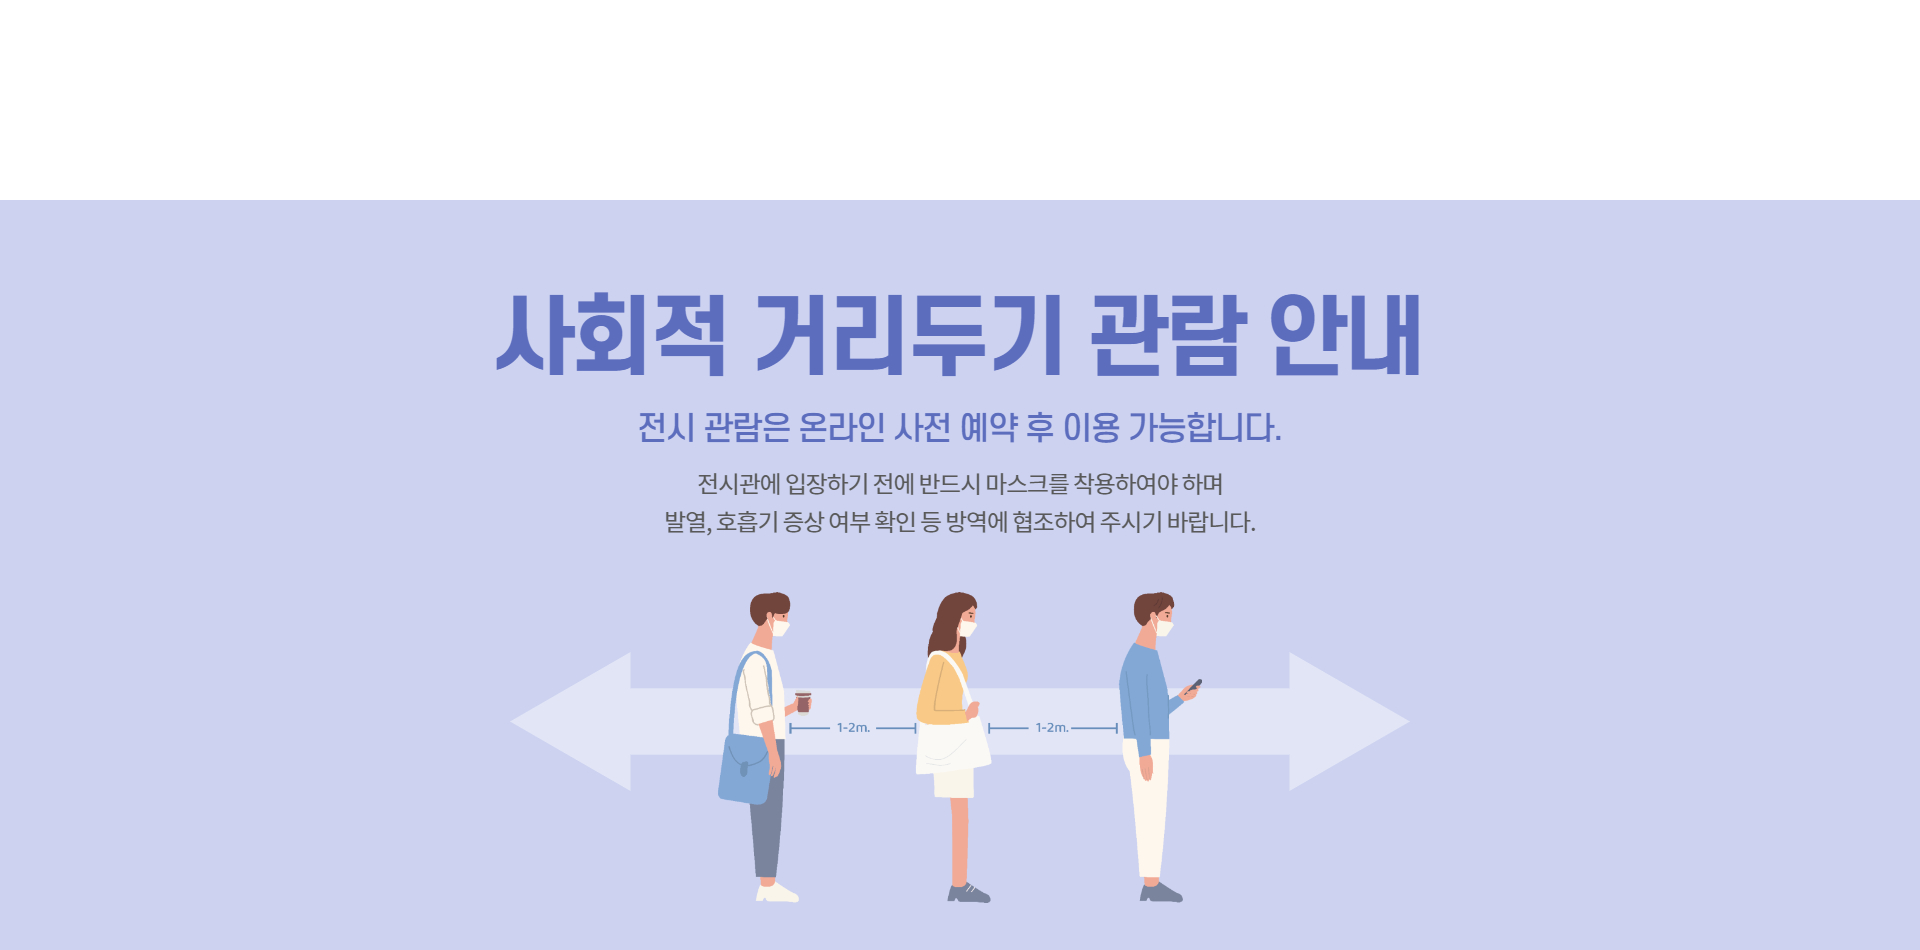 사회적 거리두기 관람 안내
전시 관람은 온라인 사전 예약 후 이용 가능합니다.
전시관에 입장하기 전에 반드시 마스크를 착용하여야 하며
발열, 호흡기 증상 여부 확인 등 방역에 협조하여 주시기 바랍니다.
1-2m. 1-2m.